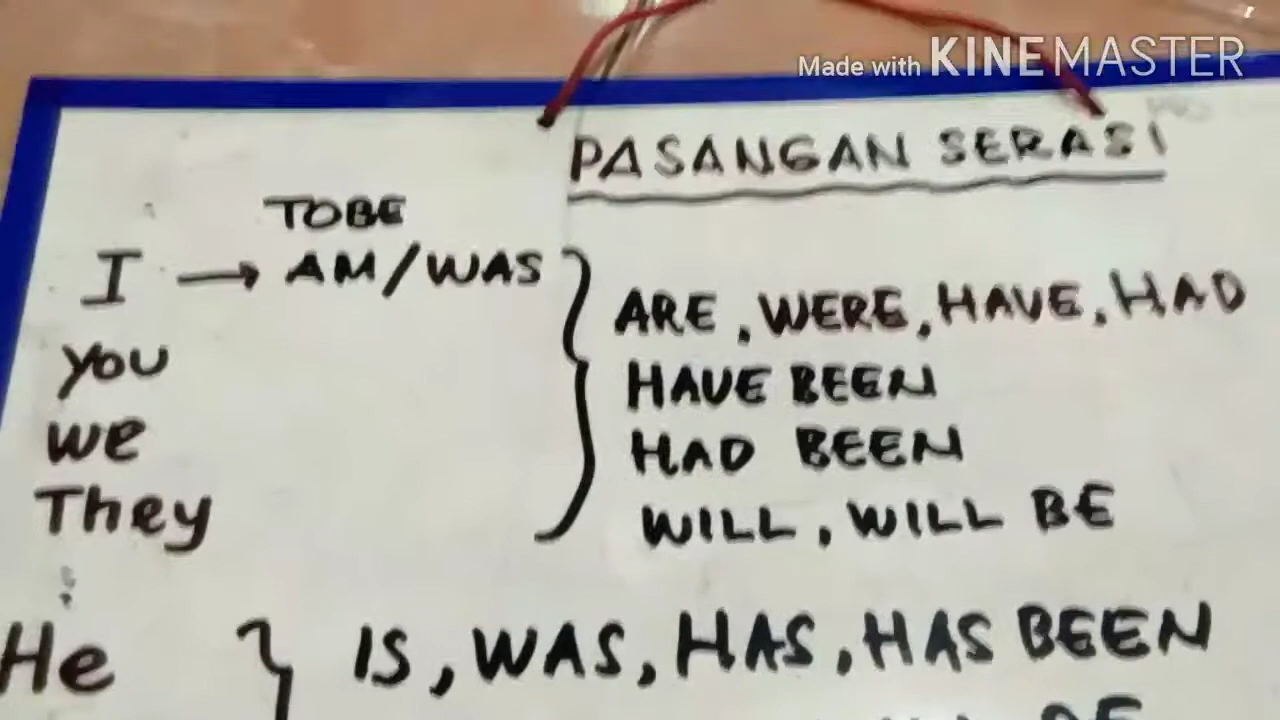 Made with KINEMASTER
PASANGAN SERASI
TOBE
I → AM/WAS
ARE, WERE, HAVE, HAD
You
HAVE BEEN
We
HAD BEEN
They
WILL, WILL BE
He
IS, WAS, HAS, HAS BEEN